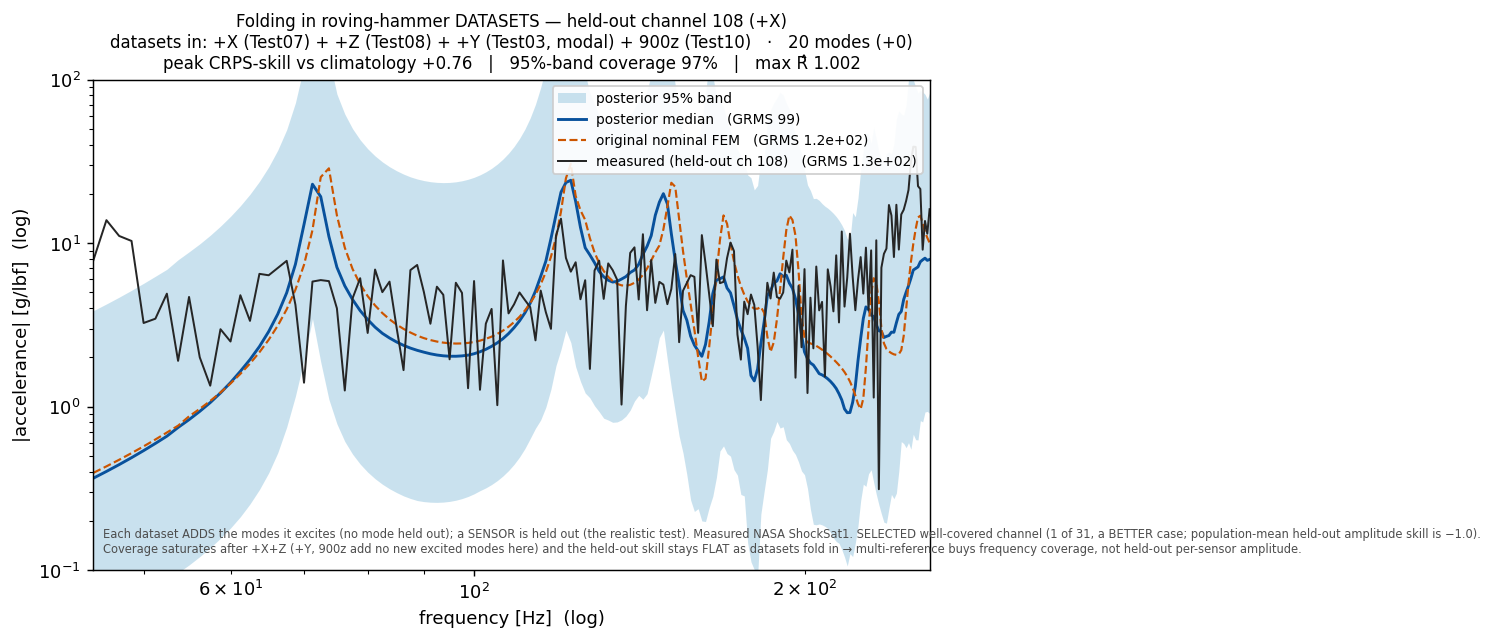 Folding in roving-hammer DATASETS — held-out channel 108 (+X)
datasets in: +X (Test07) + +Z (Test08) + +Y (Test03, modal) + 900z (Test10)   ·   20 modes (+0)
peak CRPS-skill vs climatology +0.76   |   95%-band coverage 97%   |   max R̂ 1.002
posterior 95% band
posterior median   (GRMS 99)
original nominal FEM   (GRMS 1.2e+02)
measured (held-out ch 108)   (GRMS 1.3e+02)
|accelerance| [g/lbf]  (log)
10²
10¹
10⁰
10⁻¹
Each dataset ADDS the modes it excites (no mode held out); a SENSOR is held out (the realistic test). Measured NASA ShockSat1. SELECTED well-covered channel (1 of 31, a BETTER case; population-mean held-out amplitude skill is −1.0).
Coverage saturates after +X+Z (+Y, 900z add no new excited modes here) and the held-out skill stays FLAT as datasets fold in → multi-reference buys frequency coverage, not held-out per-sensor amplitude.
6 × 10¹
10²
2 × 10²
frequency [Hz]  (log)